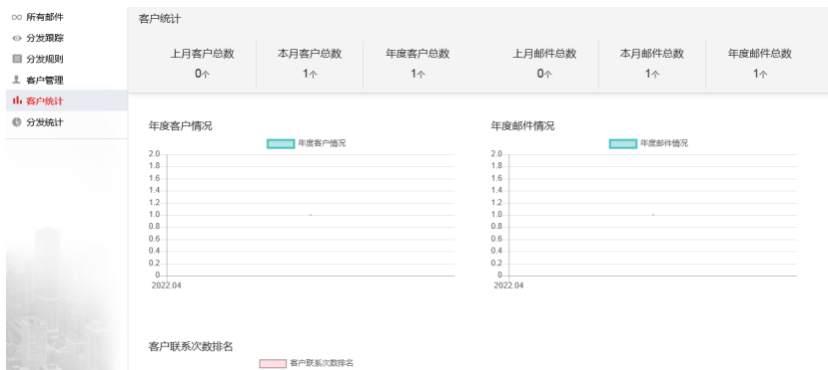 所有邮件
分发跟踪
分发规则
客户管理
客户统计
分发统计
客户统计
上月客户总数 本月客户总数 年度客户总数 上月邮件总数 本月邮件总数 年度邮件总数
0个 1个 1个 0个 1个 1个
年度客户情况
年度客户情况
2.0
1.8
1.6
1.4
1.2
1.0
0.8
0.6
0.4
0.2
0
2022.04
年度邮件情况
年度邮件情况
2.0
1.8
1.6
1.4
1.2
1.0
0.8
0.6
0.4
0.2
0
2022.04
客户联系次数排名
客户联系次数排名